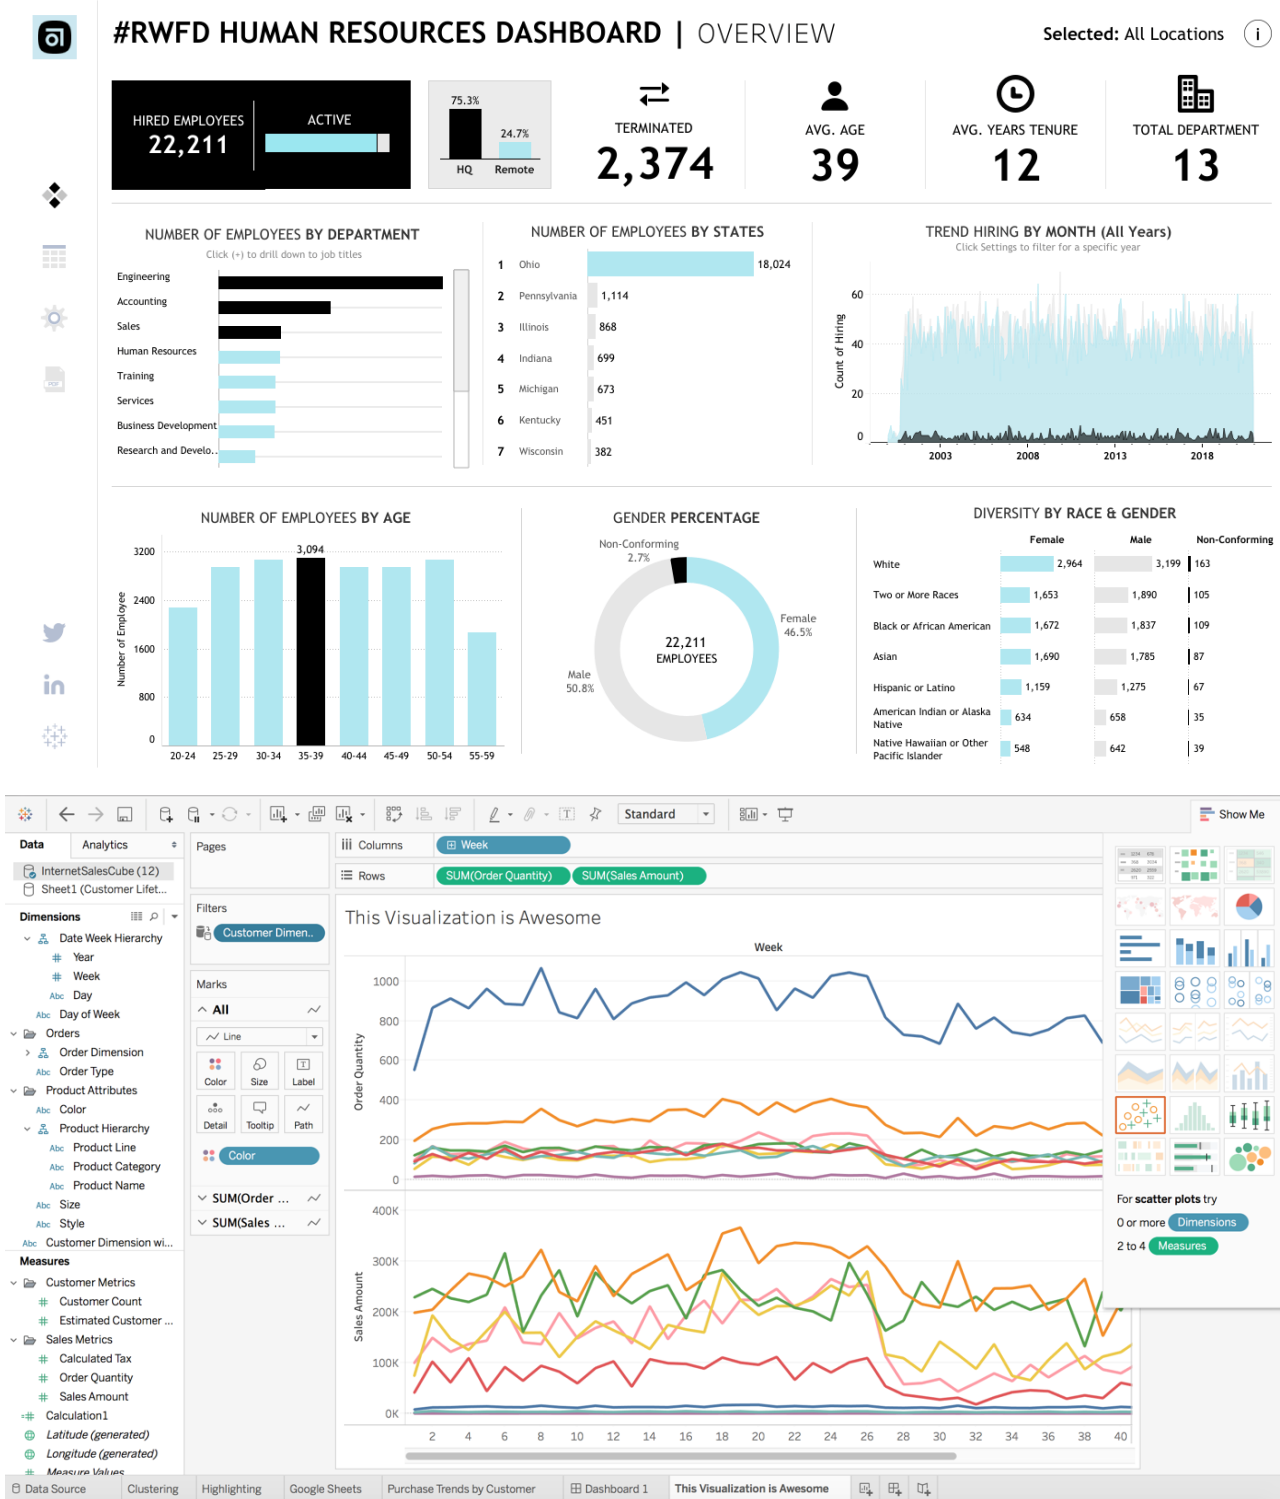 #RWFD HUMAN RESOURCES DASHBOARD | OVERVIEW
Selected: All Locations
i
HIRED EMPLOYEES
22,211
ACTIVE
75.3%
24.7%
HQ
Remote
TERMINATED
2,374
AVG. AGE
39
AVG. YEARS TENURE
12
TOTAL DEPARTMENT
13
PDF
NUMBER OF EMPLOYEES BY DEPARTMENT
Click (+) to drill down to job titles
Engineering
Accounting
Sales
Human Resources
Training
Services
Business Development
Research and Develo..
NUMBER OF EMPLOYEES BY STATES
1 Ohio 18,024
2 Pennsylvania 1,114
3 Illinois 868
4 Indiana 699
5 Michigan 673
6 Kentucky 451
7 Wisconsin 382
TREND HIRING BY MONTH (All Years)
Click Settings to filter for a specific year
Count of Hiring
60
40
20
0
2003 2008 2013 2018
NUMBER OF EMPLOYEES BY AGE
Number of Employee
3200
2400
1600
800
0
3,094
20-24 25-29 30-34 35-39 40-44 45-49 50-54 55-59
GENDER PERCENTAGE
Non-Conforming
2.7%
Female
46.5%
22,211
EMPLOYEES
Male
50.8%
DIVERSITY BY RACE & GENDER
Female Male Non-Conforming
White 2,964 3,199 163
Two or More Races 1,653 1,890 105
Black or African American 1,672 1,837 109
Asian 1,690 1,785 87
Hispanic or Latino 1,159 1,275 67
American Indian or Alaska
Native 634 658 35
Native Hawaiian or Other
Pacific Islander 548 642 39
Standard
Show Me
Data Analytics
InternetSalesCube (12)
Sheet1 (Customer Lifet...
Dimensions
Date Week Hierarchy
Year
Week
Abc Day
Abc Day of Week
Orders
Order Dimension
Abc Order Type
Product Attributes
Abc Color
Product Hierarchy
Abc Product Line
Abc Product Category
Abc Product Name
Abc Size
Abc Style
Abc Customer Dimension wi...
Measures
Customer Metrics
Customer Count
Estimated Customer ...
Sales Metrics
Calculated Tax
Order Quantity
Sales Amount
Calculation1
Latitude (generated)
Longitude (generated)
Measure Values
Pages
Filters
Customer Dimen..
Marks
All
Line
Color Size Label
Detail Tooltip Path
Color
SUM(Order ...
SUM(Sales ...
Columns Week
Rows SUM(Order Quantity) SUM(Sales Amount)
This Visualization is Awesome
Week
Order Quantity
1000
800
600
400
200
0
Sales Amount
400K
300K
200K
100K
0K
2 4 6 8 10 12 14 16 18 20 22 24 26 28 30 32 34 36 38 40
For scatter plots try
0 or more Dimensions
2 to 4 Measures
Data Source Clustering Highlighting Google Sheets Purchase Trends by Customer Dashboard 1 This Visualization is Awesome